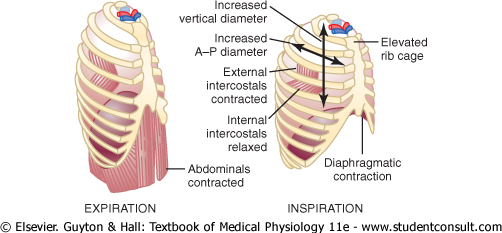 Increased
vertical diameter
Increased
A–P diameter
External
intercostals
contracted
Internal
intercostals
relaxed
Elevated
rib cage
Abdominals
contracted
Diaphragmatic
contraction
EXPIRATION
INSPIRATION
© Elsevier. Guyton & Hall: Textbook of Medical Physiology 11e - www.studentconsult.com